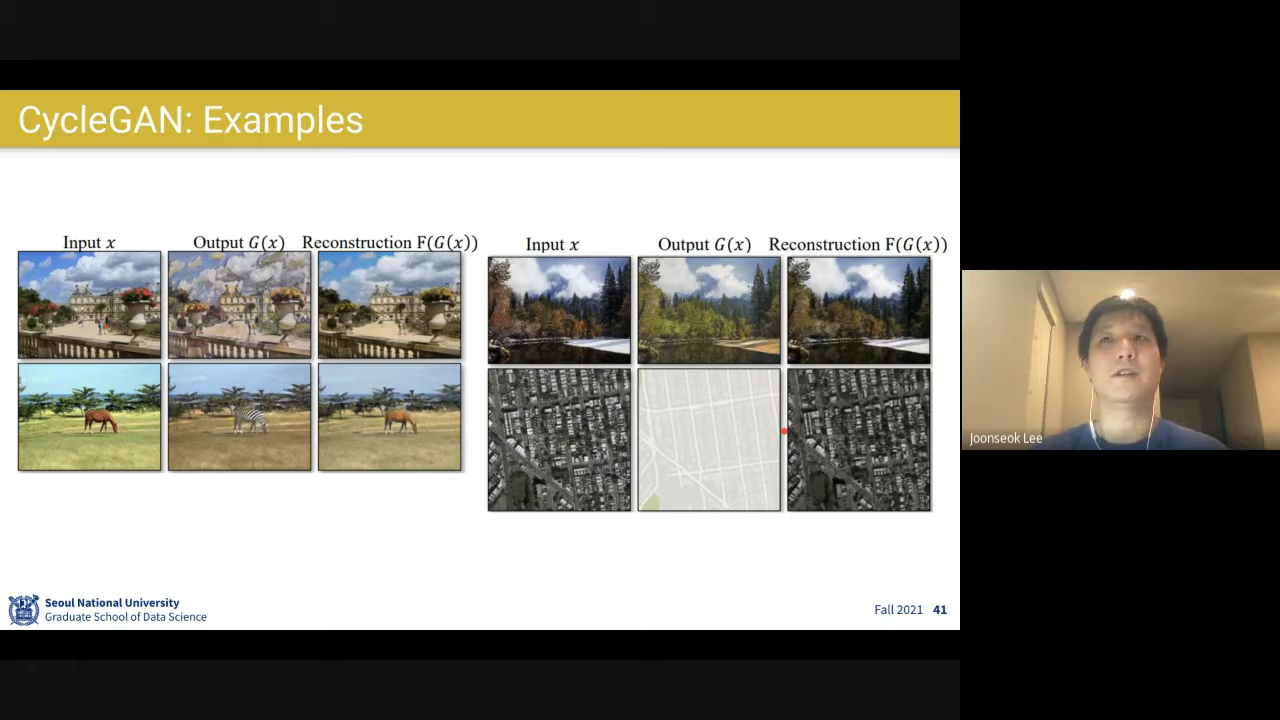 CycleGAN: Examples
Input x
Output G(x)
Reconstruction F(G(x))
Input x
Output G(x)
Reconstruction F(G(x))
Joonseok Lee
Seoul National University
Graduate School of Data Science
Fall 2021 41